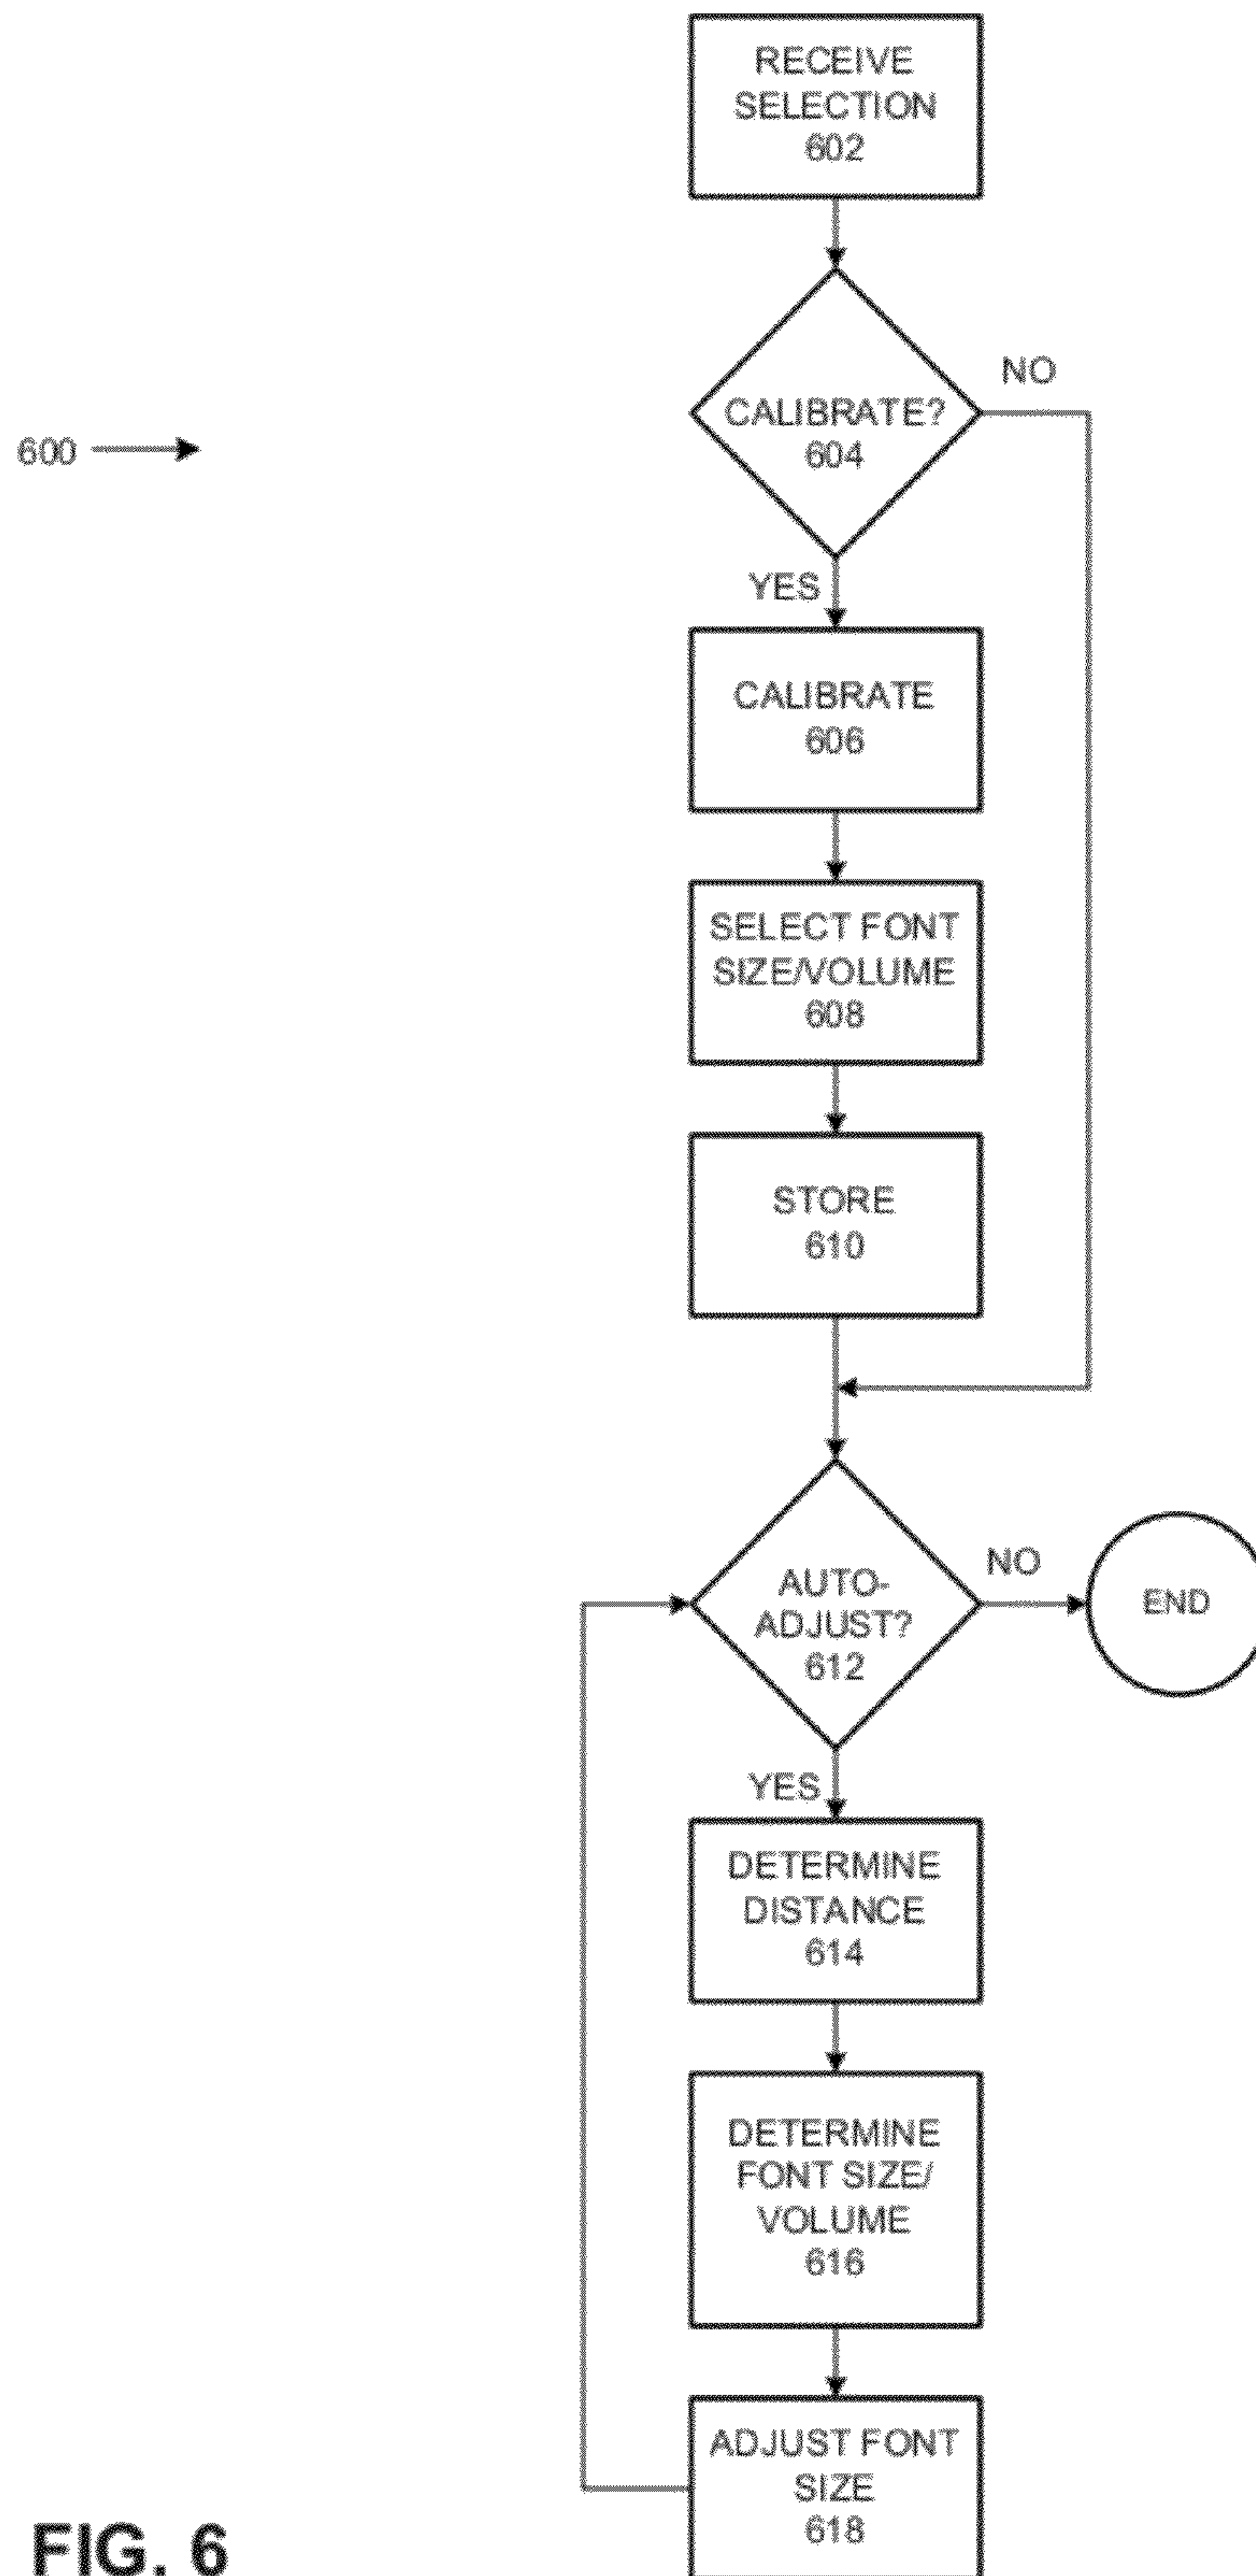 RECEIVE
SELECTION
602
NO
CALIBRATE?
604
600
YES
CALIBRATE
606
SELECT FONT
SIZE/VOLUME
608
STORE
610
NO
AUTO-
ADJUST?
612
END
YES
DETERMINE
DISTANCE
614
DETERMINE
FONT SIZE/
VOLUME
616
ADJUST FONT
SIZE
618
FIG. 6